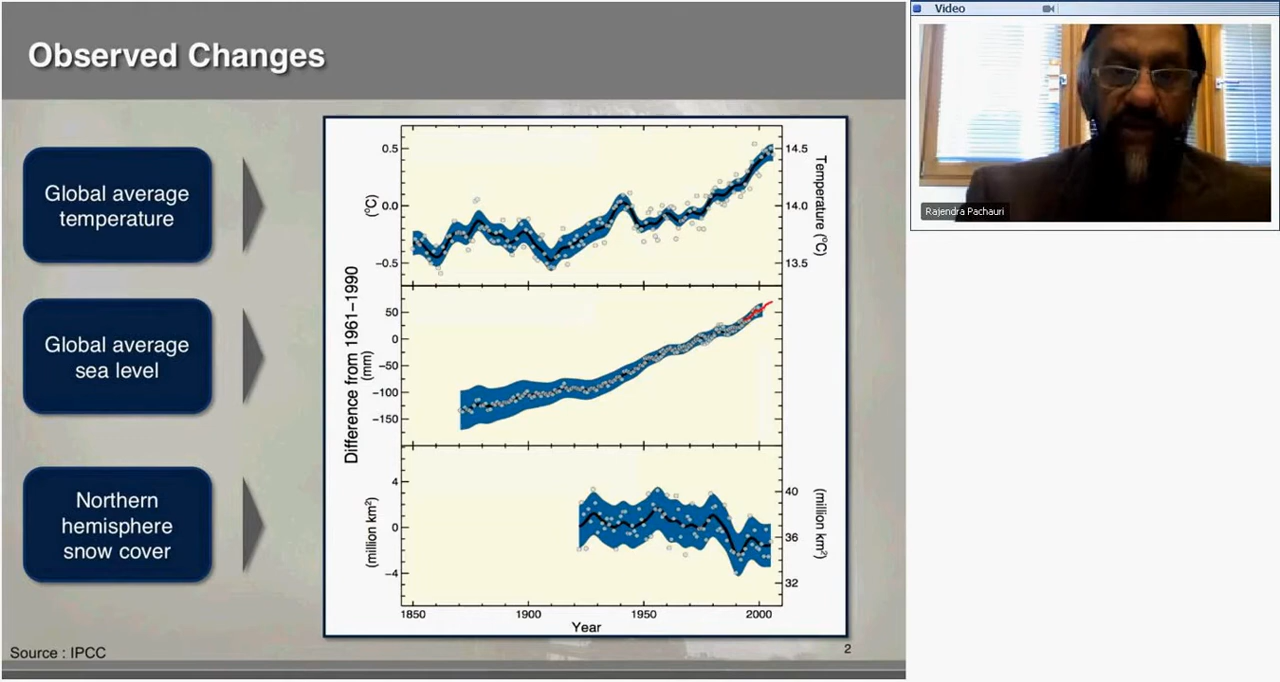 Observed Changes
Global average
temperature
Global average
sea level
Northern
hemisphere
snow cover
Difference from 1961–1990
(°C)
0.5
0.0
−0.5
Temperature (°C)
14.5
14.0
13.5
(mm)
50
0
−50
−100
−150
(million km²)
4
0
−4
(million km²)
40
36
32
1850
1900
1950
2000
Year
Source : IPCC
2
Video
Rajendra Pachauri